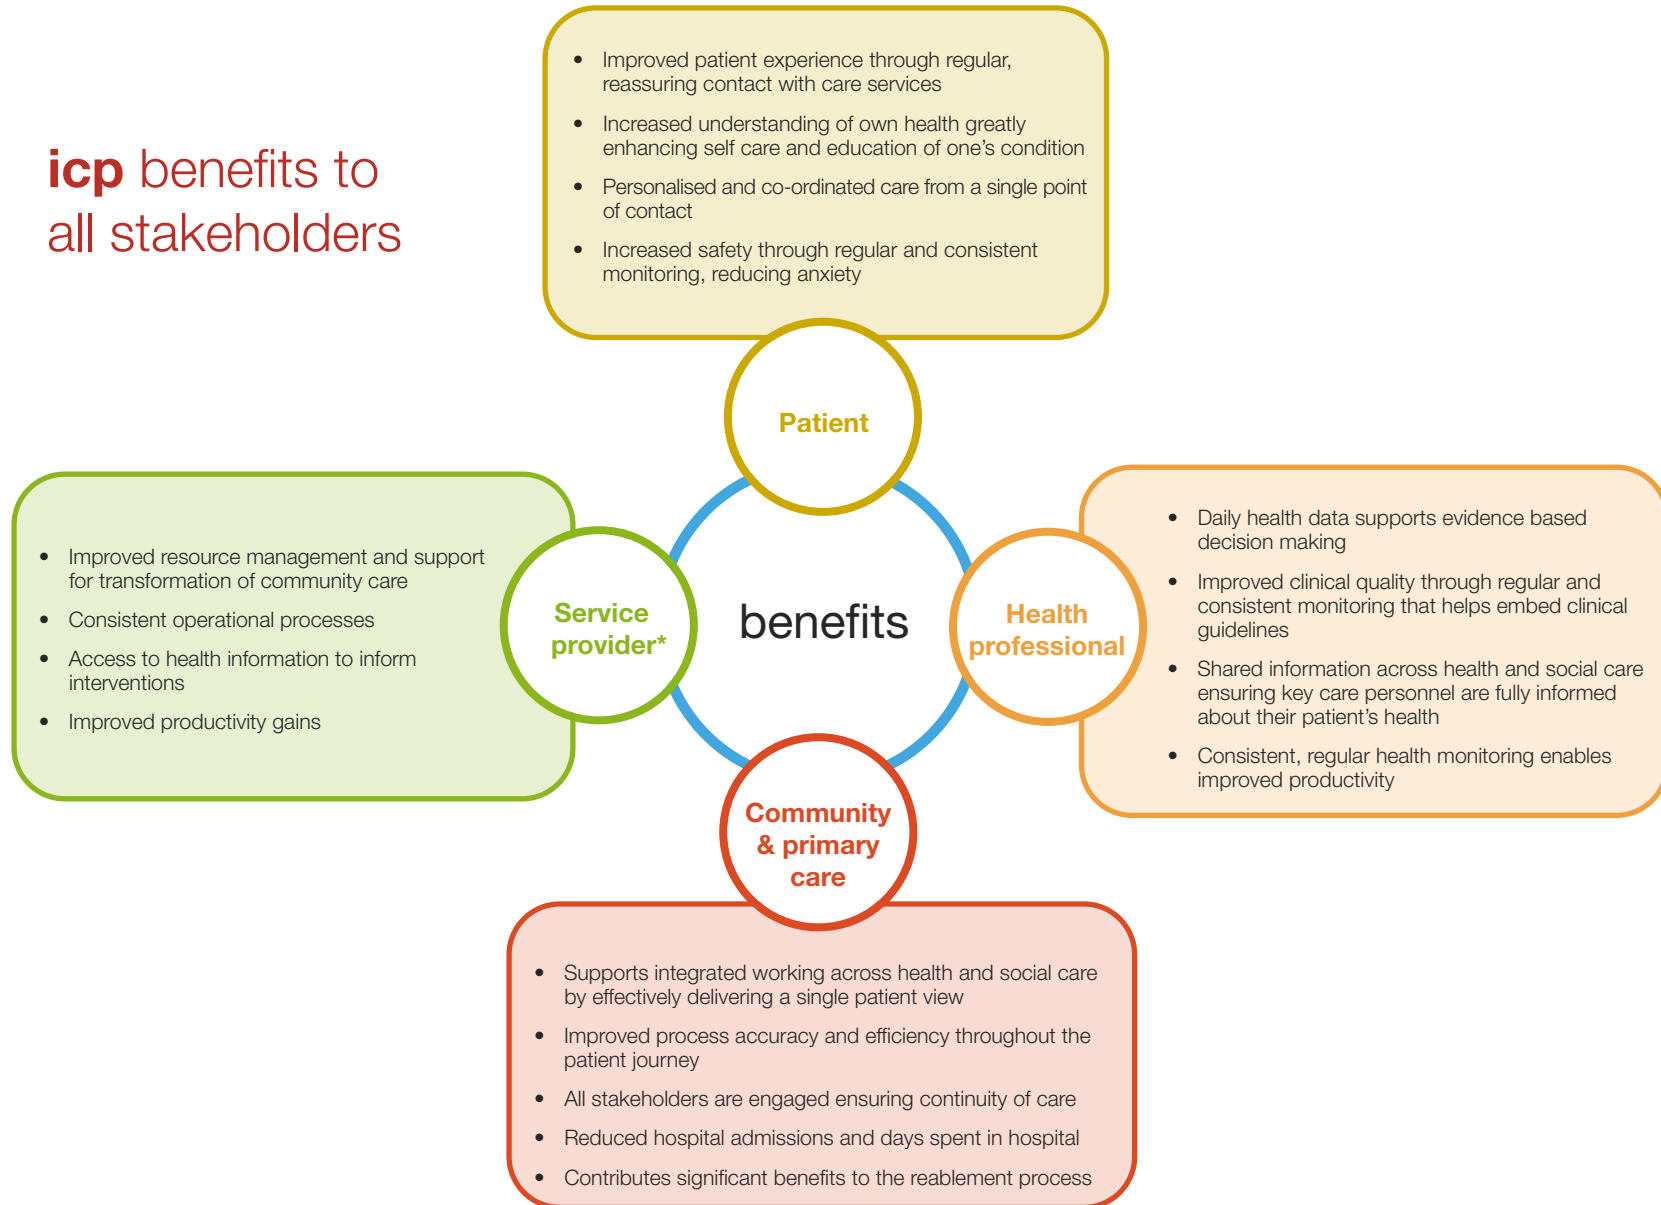 icp benefits to
all stakeholders
• Improved patient experience through regular,
reassuring contact with care services
• Increased understanding of own health greatly
enhancing self care and education of one’s condition
• Personalised and co-ordinated care from a single point
of contact
• Increased safety through regular and consistent
monitoring, reducing anxiety
Patient
• Improved resource management and support
for transformation of community care
• Consistent operational processes
• Access to health information to inform
interventions
• Improved productivity gains
Service
provider*
benefits
Health
professional
• Daily health data supports evidence based
decision making
• Improved clinical quality through regular and
consistent monitoring that helps embed clinical
guidelines
• Shared information across health and social care
ensuring key care personnel are fully informed
about their patient’s health
• Consistent, regular health monitoring enables
improved productivity
Community
& primary
care
• Supports integrated working across health and social care
by effectively delivering a single patient view
• Improved process accuracy and efficiency throughout the
patient journey
• All stakeholders are engaged ensuring continuity of care
• Reduced hospital admissions and days spent in hospital
• Contributes significant benefits to the reablement process